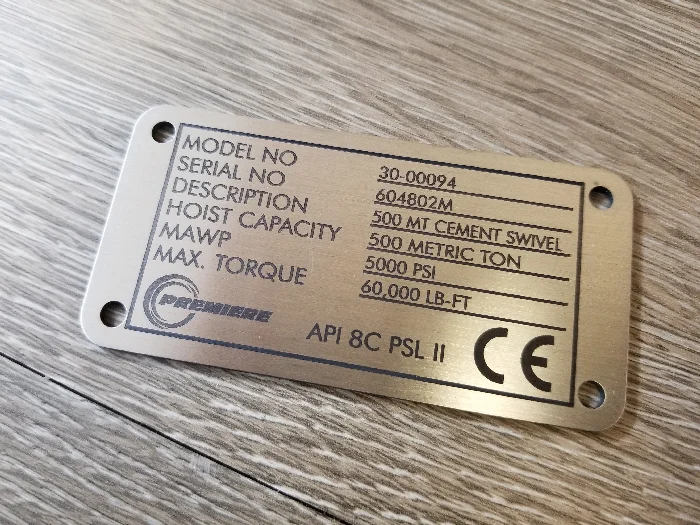 MODEL NO 30-00094
SERIAL NO 604802M
DESCRIPTION 500 MT CEMENT SWIVEL
HOIST CAPACITY 500 METRIC TON
MAWP 5000 PSI
MAX. TORQUE 60,000 LB-FT
PREMIERE
API 8C PSL II CE